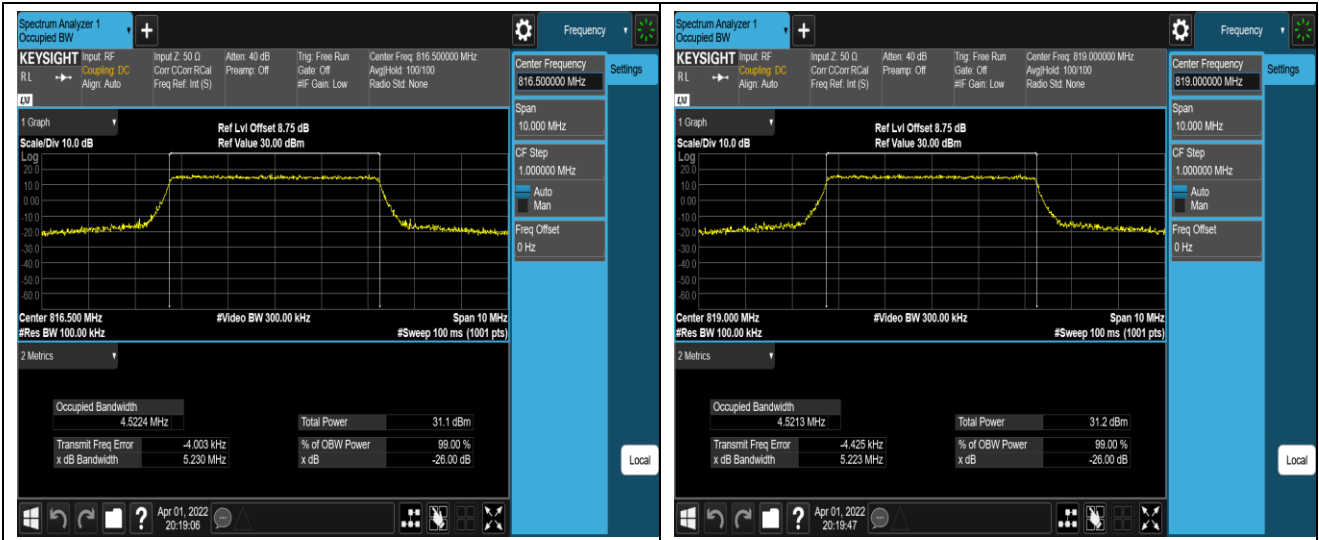 Spectrum Analyzer 1
Occupied BW
+
Frequency
KEYSIGHT
Input: RF
Input Z: 50 Ω
Atten: 40 dB
Trig: Free Run
Center Freq: 816.500000 MHz
RL
Coupling: DC
Corr CCorr RCal
Preamp: Off
Gate: Off
Avg|Hold: 100/100
Align: Auto
Freq Ref: Int (S)
#IF Gain: Low
Radio Std: None
LXI
Center Frequency
816.500000 MHz
Settings
Span
10.000 MHz
CF Step
1.000000 MHz
Auto
Man
Freq Offset
0 Hz
Local
1 Graph
Ref Lvl Offset 8.75 dB
Scale/Div 10.0 dB
Ref Value 30.00 dBm
Log
20.0
10.0
0.00
-10.0
-20.0
-30.0
-40.0
-50.0
-60.0
Center 816.500 MHz
#Video BW 300.00 kHz
Span 10 MHz
#Res BW 100.00 kHz
#Sweep 100 ms (1001 pts)
2 Metrics
Occupied Bandwidth
4.5224 MHz
Total Power
31.1 dBm
Transmit Freq Error
-4.003 kHz
% of OBW Power
99.00 %
x dB Bandwidth
5.230 MHz
x dB
-26.00 dB
?
Apr 01, 2022
20:19:06
Spectrum Analyzer 1
Occupied BW
+
Frequency
KEYSIGHT
Input: RF
Input Z: 50 Ω
Atten: 40 dB
Trig: Free Run
Center Freq: 819.000000 MHz
RL
Coupling: DC
Corr CCorr RCal
Preamp: Off
Gate: Off
Avg|Hold: 100/100
Align: Auto
Freq Ref: Int (S)
#IF Gain: Low
Radio Std: None
LXI
Center Frequency
819.000000 MHz
Settings
Span
10.000 MHz
CF Step
1.000000 MHz
Auto
Man
Freq Offset
0 Hz
Local
1 Graph
Ref Lvl Offset 8.75 dB
Scale/Div 10.0 dB
Ref Value 30.00 dBm
Log
20.0
10.0
0.00
-10.0
-20.0
-30.0
-40.0
-50.0
-60.0
Center 819.000 MHz
#Video BW 300.00 kHz
Span 10 MHz
#Res BW 100.00 kHz
#Sweep 100 ms (1001 pts)
2 Metrics
Occupied Bandwidth
4.5213 MHz
Total Power
31.2 dBm
Transmit Freq Error
-4.425 kHz
% of OBW Power
99.00 %
x dB Bandwidth
5.223 MHz
x dB
-26.00 dB
?
Apr 01, 2022
20:19:47